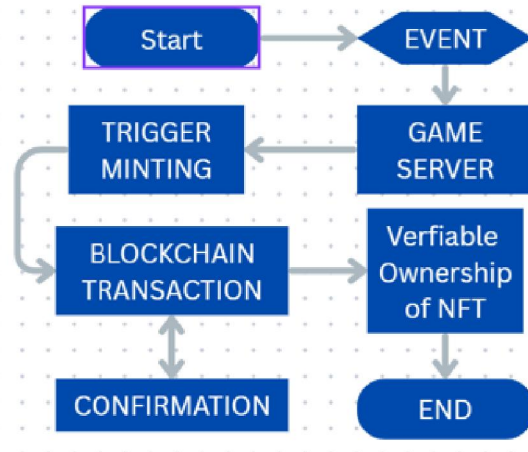 Start
EVENT
GAME
SERVER
TRIGGER
MINTING
BLOCKCHAIN
TRANSACTION
CONFIRMATION
Verfiable
Ownership
of NFT
END